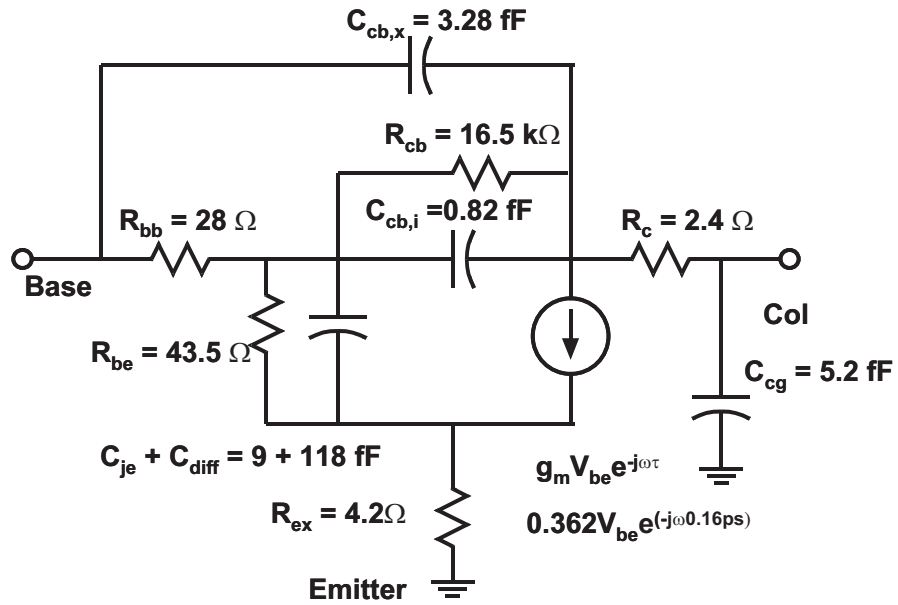 C_cb,x = 3.28 fF
R_cb = 16.5 kΩ
C_cb,i =0.82 fF
R_bb = 28 Ω
R_c = 2.4 Ω
Base
Col
R_be = 43.5 Ω
C_cg = 5.2 fF
C_je + C_diff = 9 + 118 fF
g_mV_bee^-jωτ
R_ex = 4.2Ω
0.362V_bee^(-jω0.16ps)
Emitter